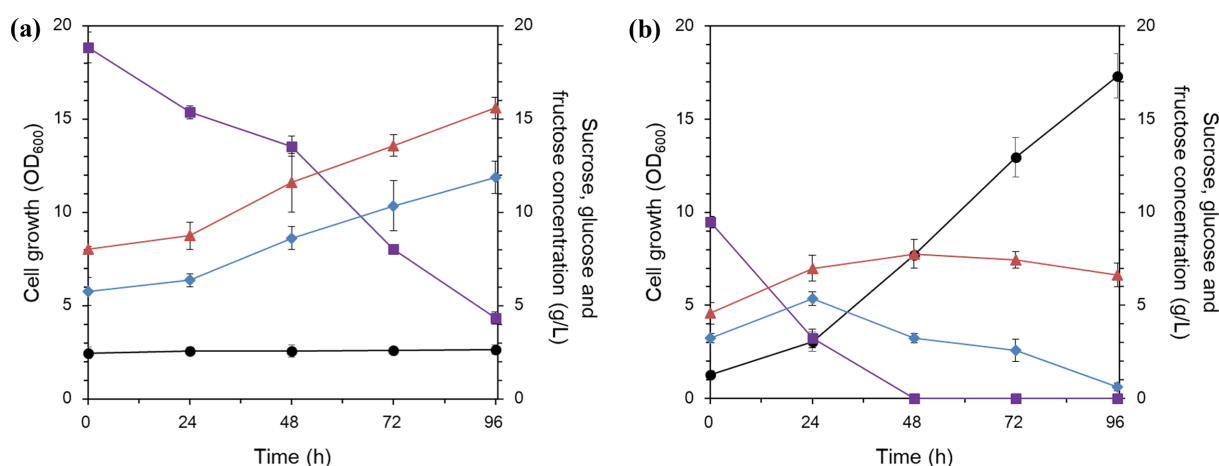 (a)
Cell growth (OD600)
20
15
10
5
0
0 24 48 72 96
Time (h)
20
15
10
5
0
Sucrose, glucose and
fructose concentration (g/L)
(b)
Cell growth (OD600)
20
15
10
5
0
0 24 48 72 96
Time (h)
20
15
10
5
0
Sucrose, glucose and
fructose concentration (g/L)